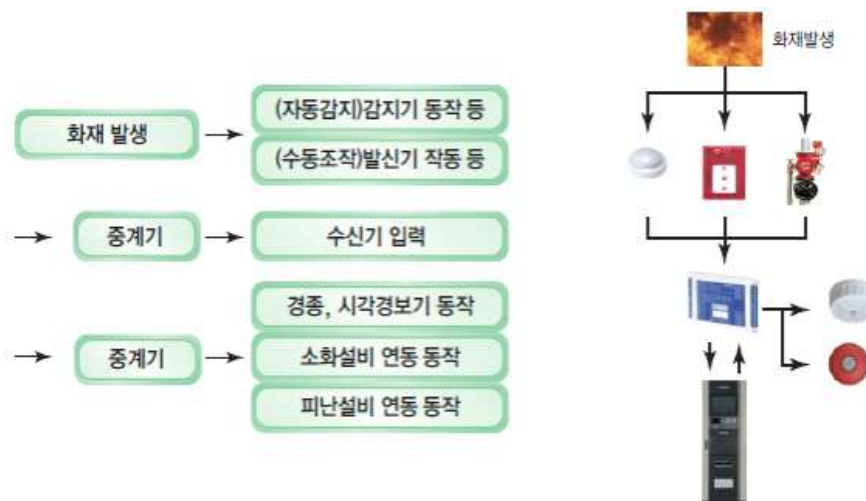 화재발생
화재 발생
(자동감지)감지기 동작 등
(수동조작)발신기 작동 등
중계기
수신기 입력
중계기
경종, 시각경보기 동작
소화설비 연동 동작
피난설비 연동 동작